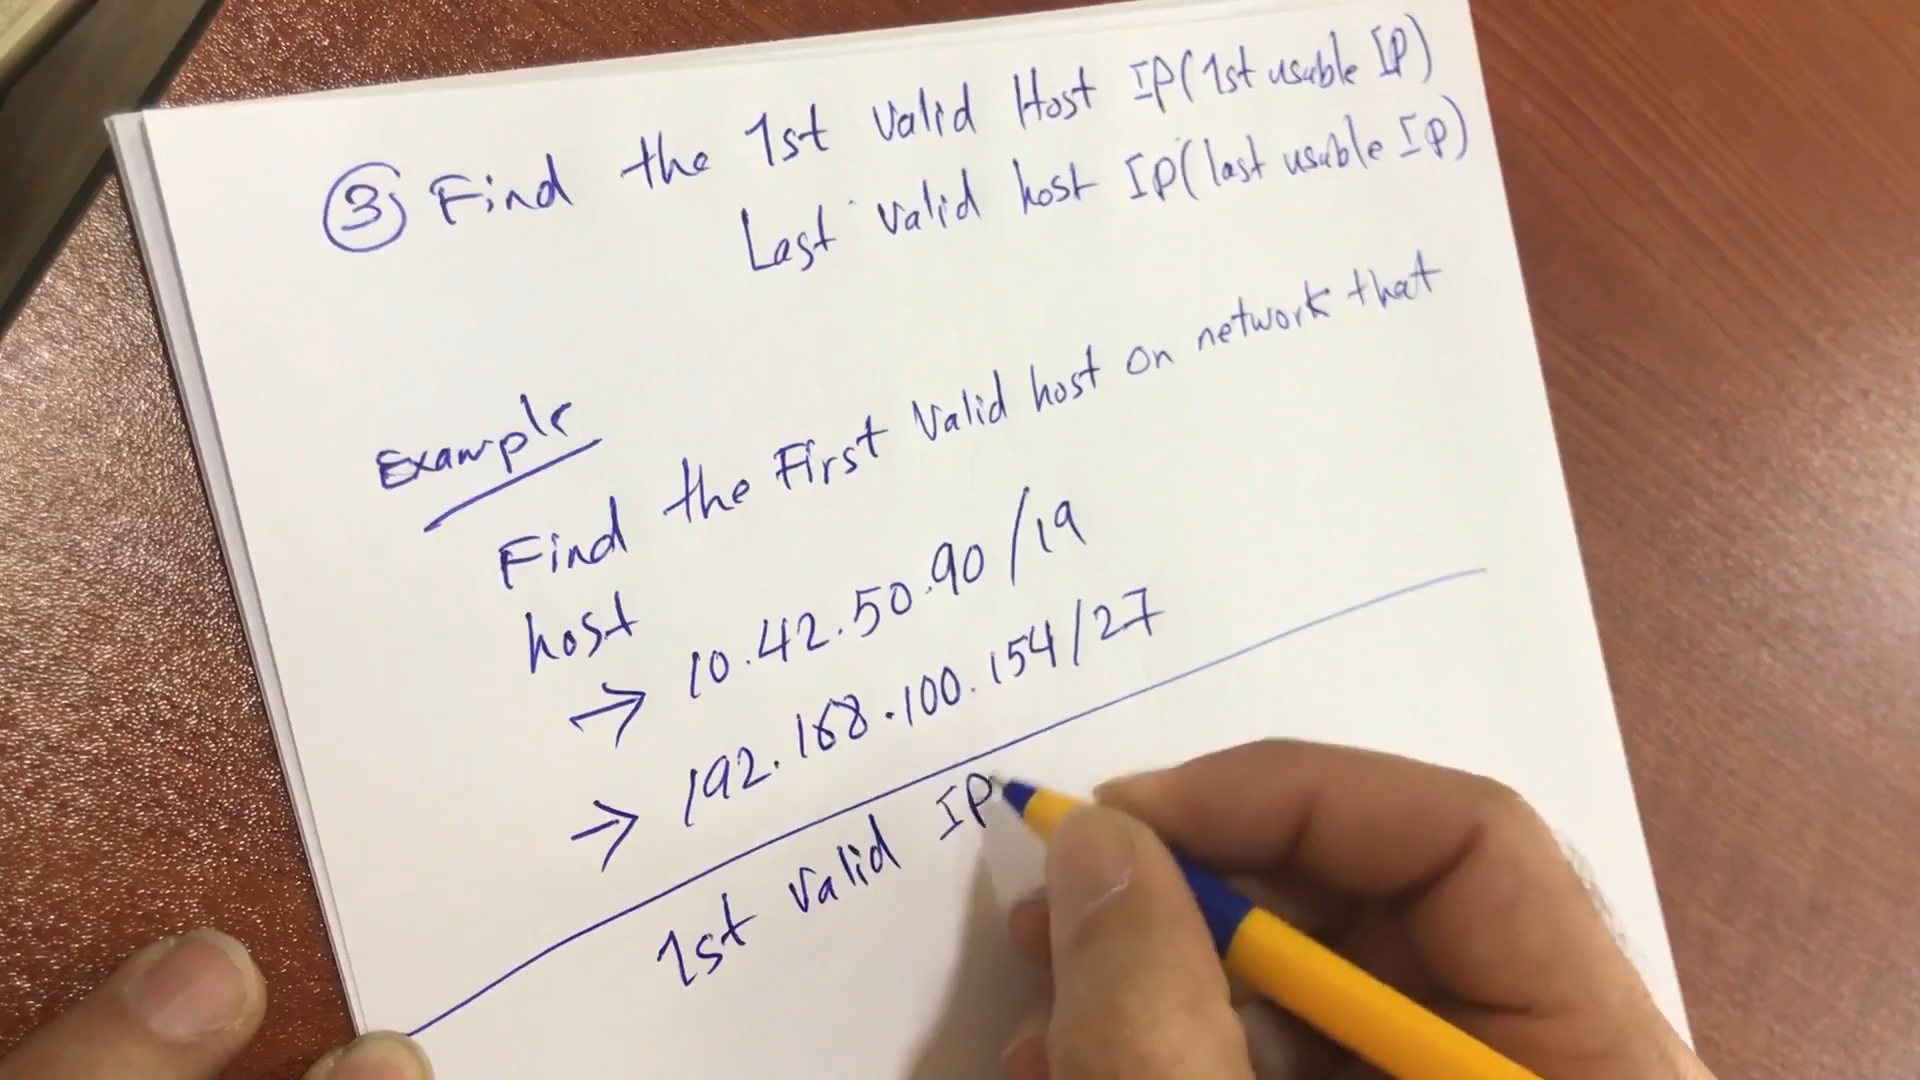 ③ Find the 1st Valid Host IP(1st usable IP)
Last valid host IP(last usable IP)
Example
Find the First Valid host on network that
host
→ 10.42.50.90/19
→ 192.168.100.154/27
1st valid IP